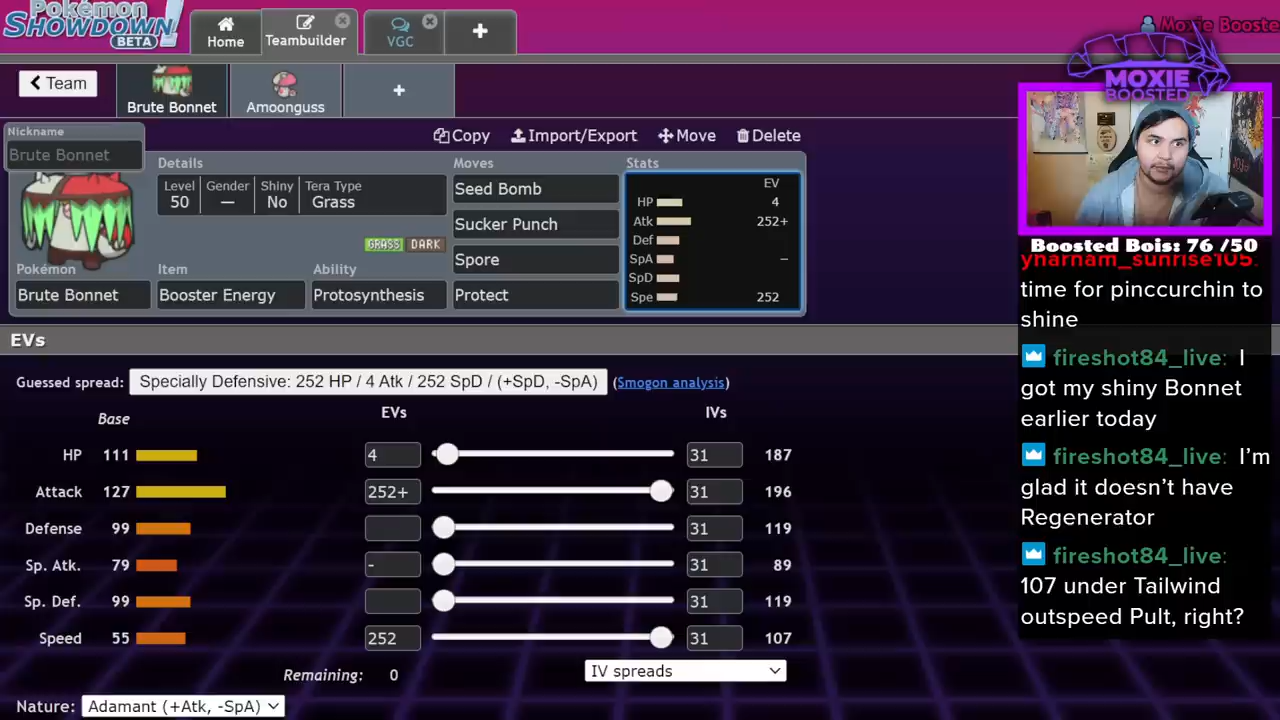 Pokémon
SHOWDOWN!
BETA
Home
Teambuilder
VGC
+
Moxie Booste
Team
Brute Bonnet
Amoonguss
+
MOXIE
BOOSTED
Nickname
Brute Bonnet
Copy
Import/Export
Move
Delete
Details
Level
50
Gender
—
Shiny
No
Tera Type
Grass
GRASS DARK
Pokémon
Brute Bonnet
Item
Booster Energy
Ability
Protosynthesis
Moves
Seed Bomb
Sucker Punch
Spore
Protect
Stats
EV
HP 4
Atk 252+
Def
SpA –
SpD
Spe 252
Boosted Bois: 76 /50
yharnam_sunrise105:
time for pinccurchin to
shine
fireshot84_live: I
got my shiny Bonnet
earlier today
fireshot84_live: I'm
glad it doesn't have
Regenerator
fireshot84_live:
107 under Tailwind
outspeed Pult, right?
EVs
Guessed spread: Specially Defensive: 252 HP / 4 Atk / 252 SpD / (+SpD, -SpA) (Smogon analysis)
Base EVs IVs
HP 111 4 31 187
Attack 127 252+ 31 196
Defense 99 31 119
Sp. Atk. 79 - 31 89
Sp. Def. 99 31 119
Speed 55 252 31 107
Remaining: 0 IV spreads
Nature: Adamant (+Atk, -SpA)